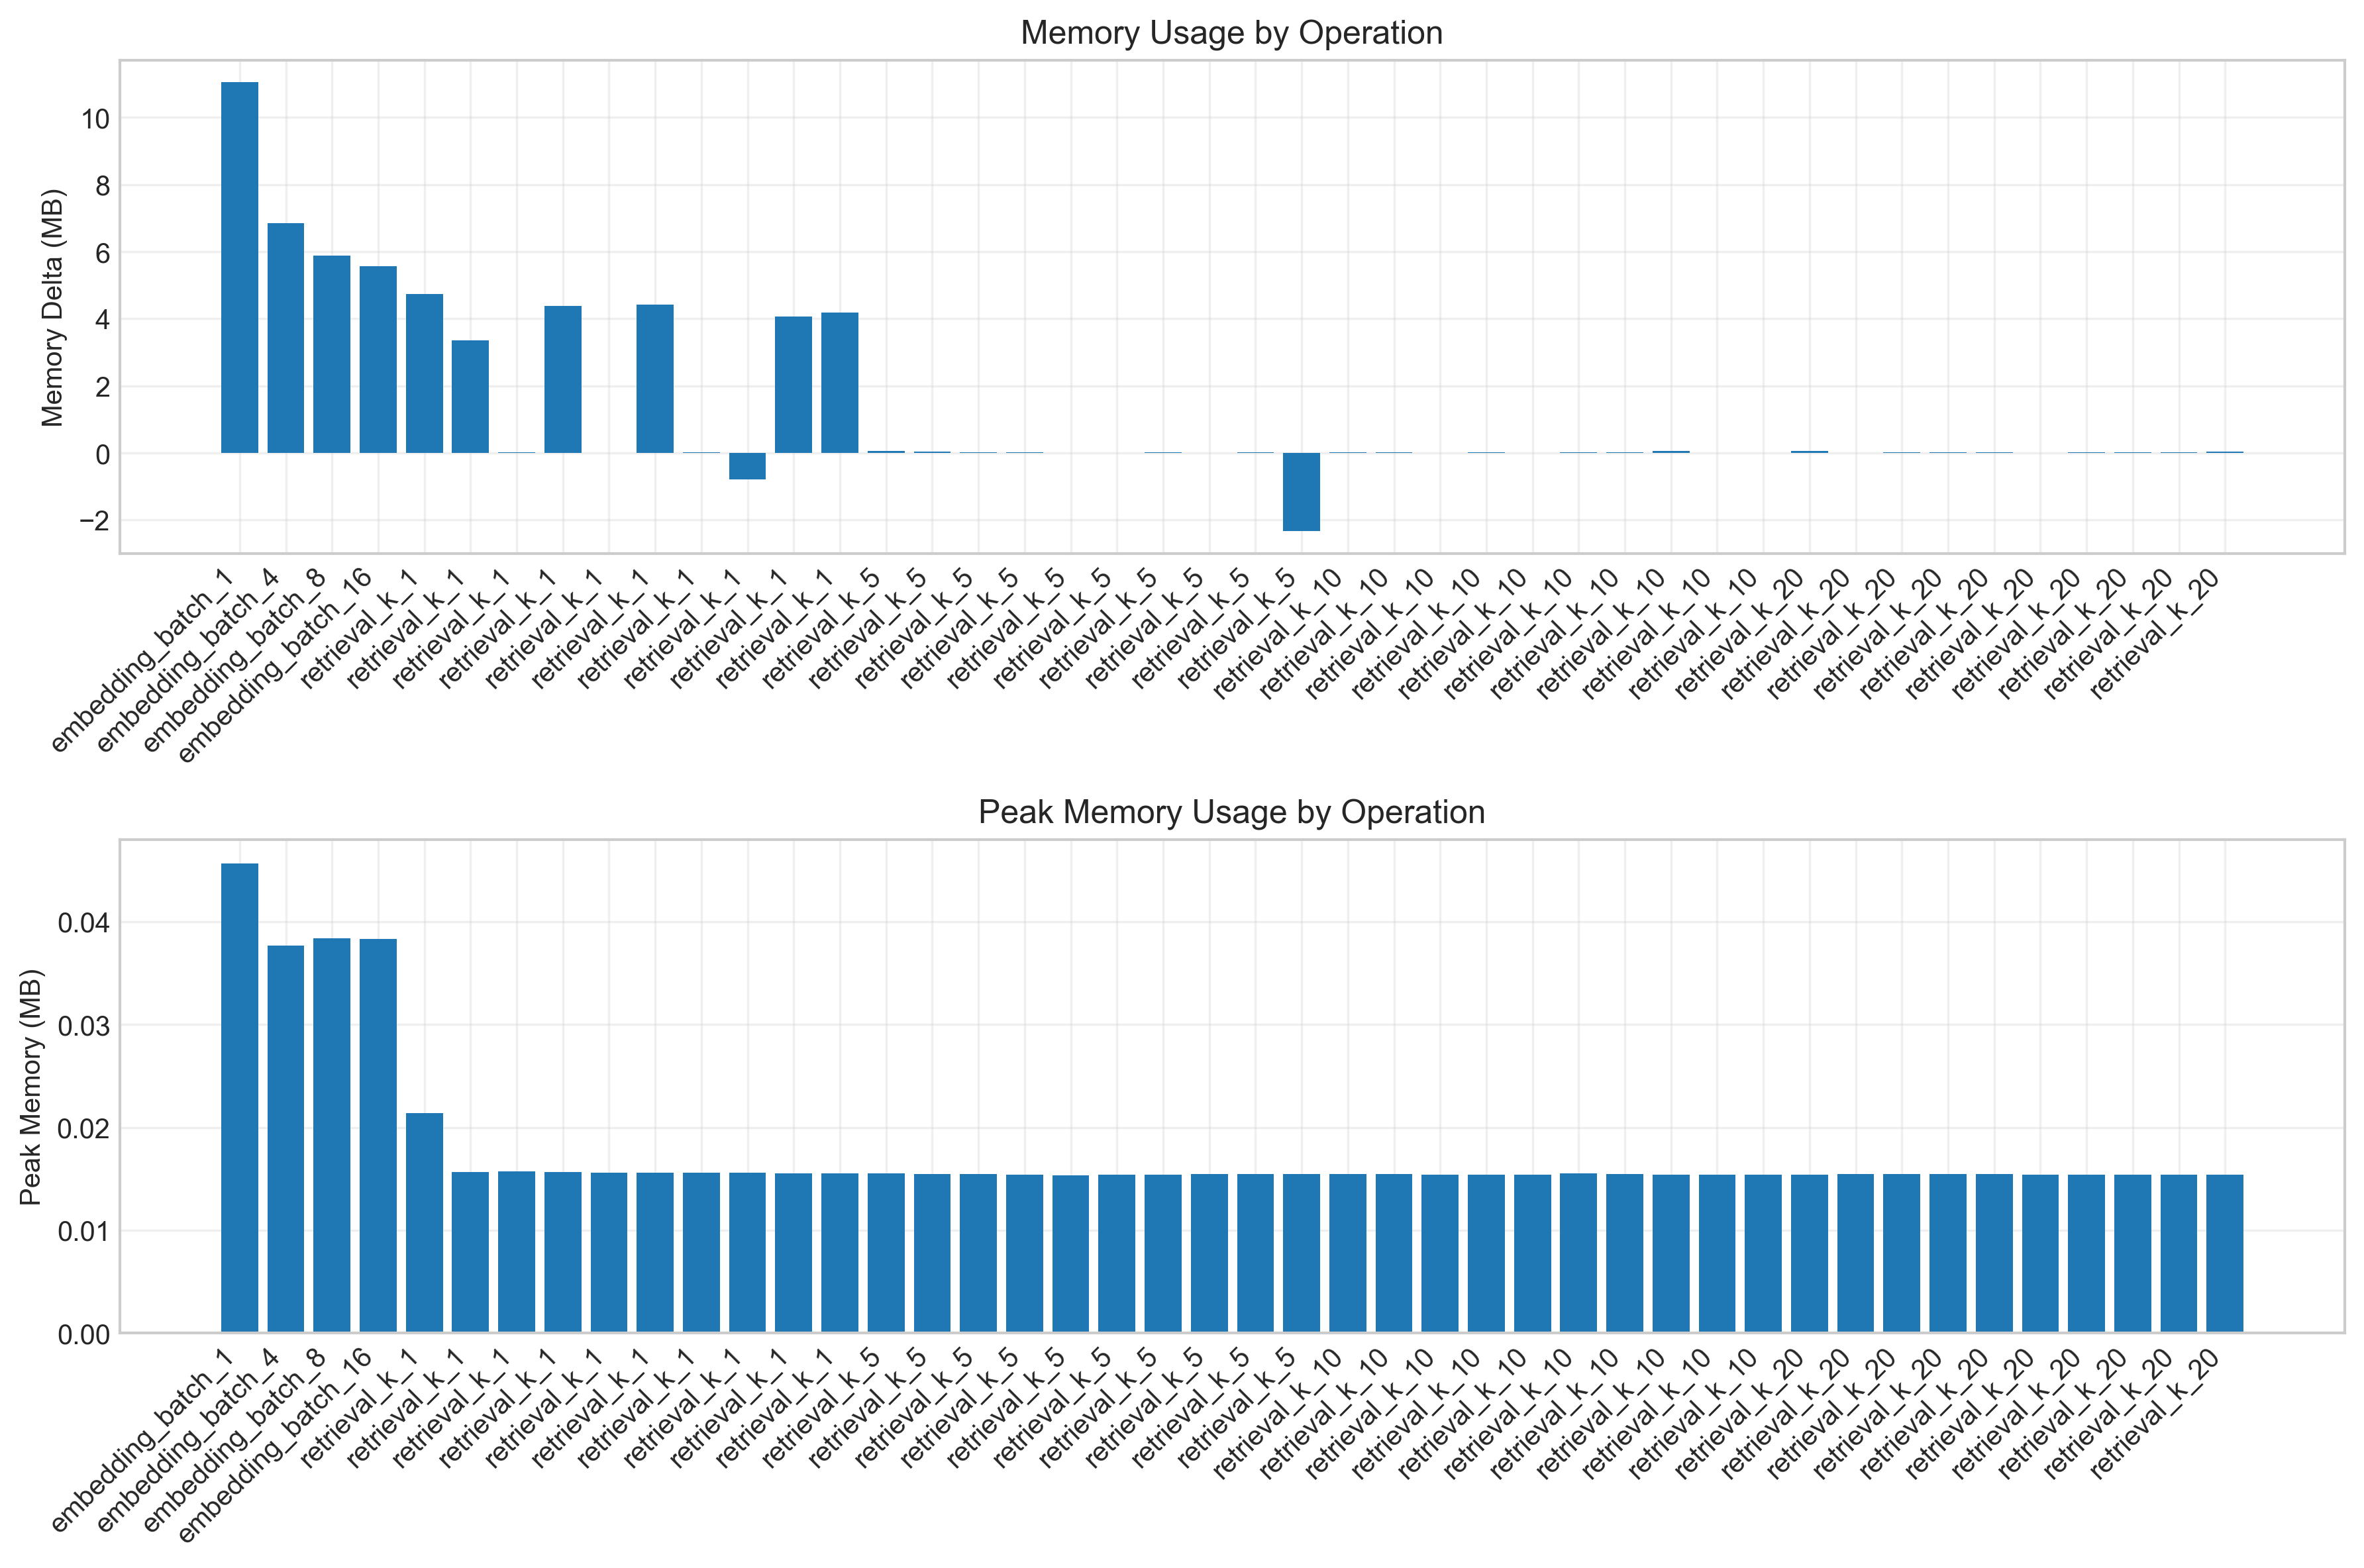 Memory Usage by Operation
Memory Delta (MB)
10
8
6
4
2
0
−2
embedding_batch_1
embedding_batch_4
embedding_batch_8
embedding_batch_16
retrieval_k_1
retrieval_k_1
retrieval_k_1
retrieval_k_1
retrieval_k_1
retrieval_k_1
retrieval_k_1
retrieval_k_1
retrieval_k_1
retrieval_k_1
retrieval_k_5
retrieval_k_5
retrieval_k_5
retrieval_k_5
retrieval_k_5
retrieval_k_5
retrieval_k_5
retrieval_k_5
retrieval_k_5
retrieval_k_5
retrieval_k_10
retrieval_k_10
retrieval_k_10
retrieval_k_10
retrieval_k_10
retrieval_k_10
retrieval_k_10
retrieval_k_10
retrieval_k_10
retrieval_k_10
retrieval_k_20
retrieval_k_20
retrieval_k_20
retrieval_k_20
retrieval_k_20
retrieval_k_20
retrieval_k_20
retrieval_k_20
retrieval_k_20
retrieval_k_20
Peak Memory Usage by Operation
Peak Memory (MB)
0.04
0.03
0.02
0.01
0.00
embedding_batch_1
embedding_batch_4
embedding_batch_8
embedding_batch_16
retrieval_k_1
retrieval_k_1
retrieval_k_1
retrieval_k_1
retrieval_k_1
retrieval_k_1
retrieval_k_1
retrieval_k_1
retrieval_k_1
retrieval_k_1
retrieval_k_5
retrieval_k_5
retrieval_k_5
retrieval_k_5
retrieval_k_5
retrieval_k_5
retrieval_k_5
retrieval_k_5
retrieval_k_5
retrieval_k_5
retrieval_k_10
retrieval_k_10
retrieval_k_10
retrieval_k_10
retrieval_k_10
retrieval_k_10
retrieval_k_10
retrieval_k_10
retrieval_k_10
retrieval_k_10
retrieval_k_20
retrieval_k_20
retrieval_k_20
retrieval_k_20
retrieval_k_20
retrieval_k_20
retrieval_k_20
retrieval_k_20
retrieval_k_20
retrieval_k_20